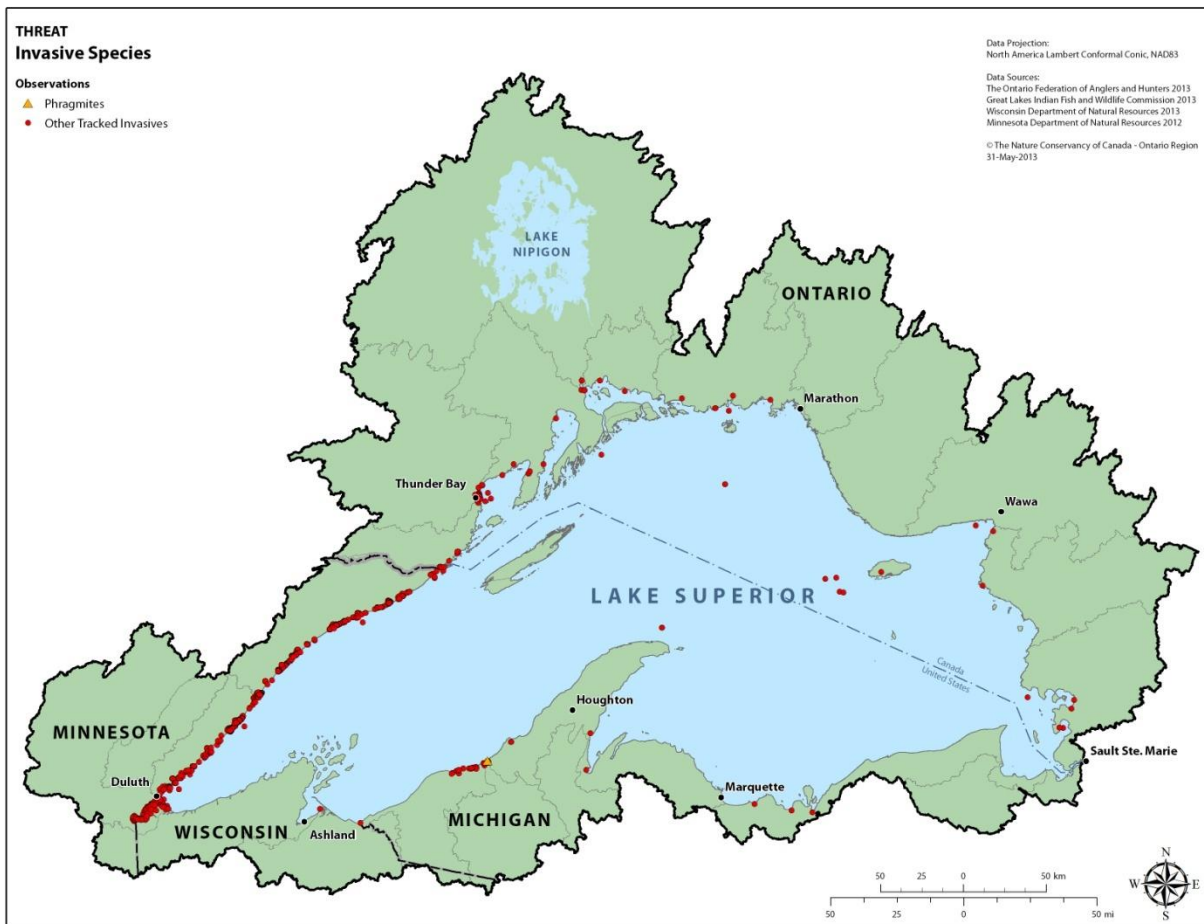 THREAT
Invasive Species
Observations
Phragmites
Other Tracked Invasives
Data Projection:
North America Lambert Conformal Conic, NAD83
Data Sources:
The Ontario Federation of Anglers and Hunters 2013
Great Lakes Indian Fish and Wildlife Commission 2013
Wisconsin Department of Natural Resources 2013
Minnesota Department of Natural Resources 2012
© The Nature Conservancy of Canada - Ontario Region
31-May-2013
LAKE
NIPIGON
ONTARIO
Marathon
Thunder Bay
Wawa
LAKE SUPERIOR
Canada
United States
Houghton
MINNESOTA
Sault Ste. Marie
Duluth
Marquette
MICHIGAN
WISCONSIN
Ashland
50 25 0 50 km
50 25 0 50 mi
N
W E
S